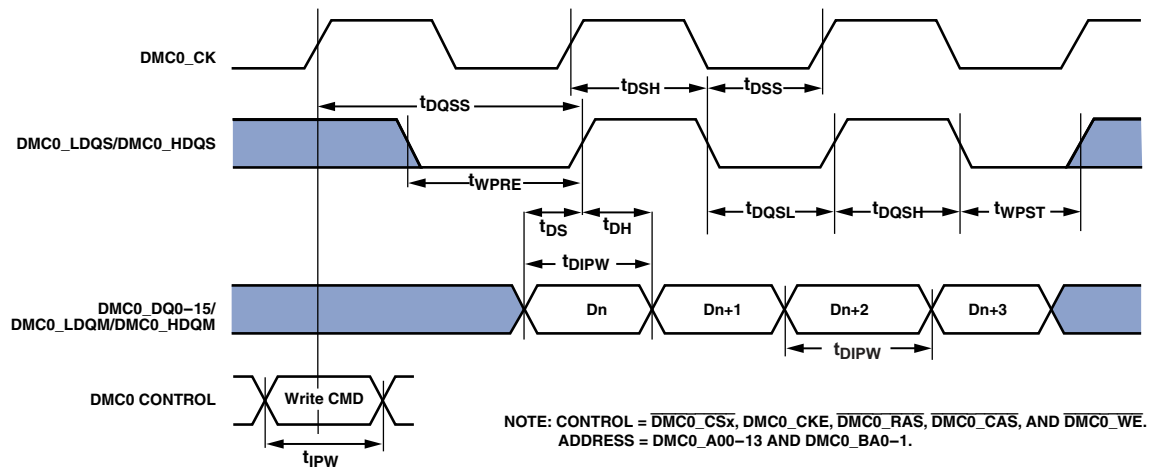 DMC0_CK
tDSH
tDSS
tDQSS
DMC0_LDQS/DMC0_HDQS
tWPRE
tDQSL
tDQSH
tWPST
tDS
tDH
tDIPW
DMC0_DQ0–15/
DMC0_LDQM/DMC0_HDQM
Dn
Dn+1
Dn+2
Dn+3
tDIPW
DMC0 CONTROL
Write CMD
tIPW
NOTE: CONTROL = DMC0_CSx, DMC0_CKE, DMC0_RAS, DMC0_CAS, AND DMC0_WE.
ADDRESS = DMC0_A00–13 AND DMC0_BA0-1.